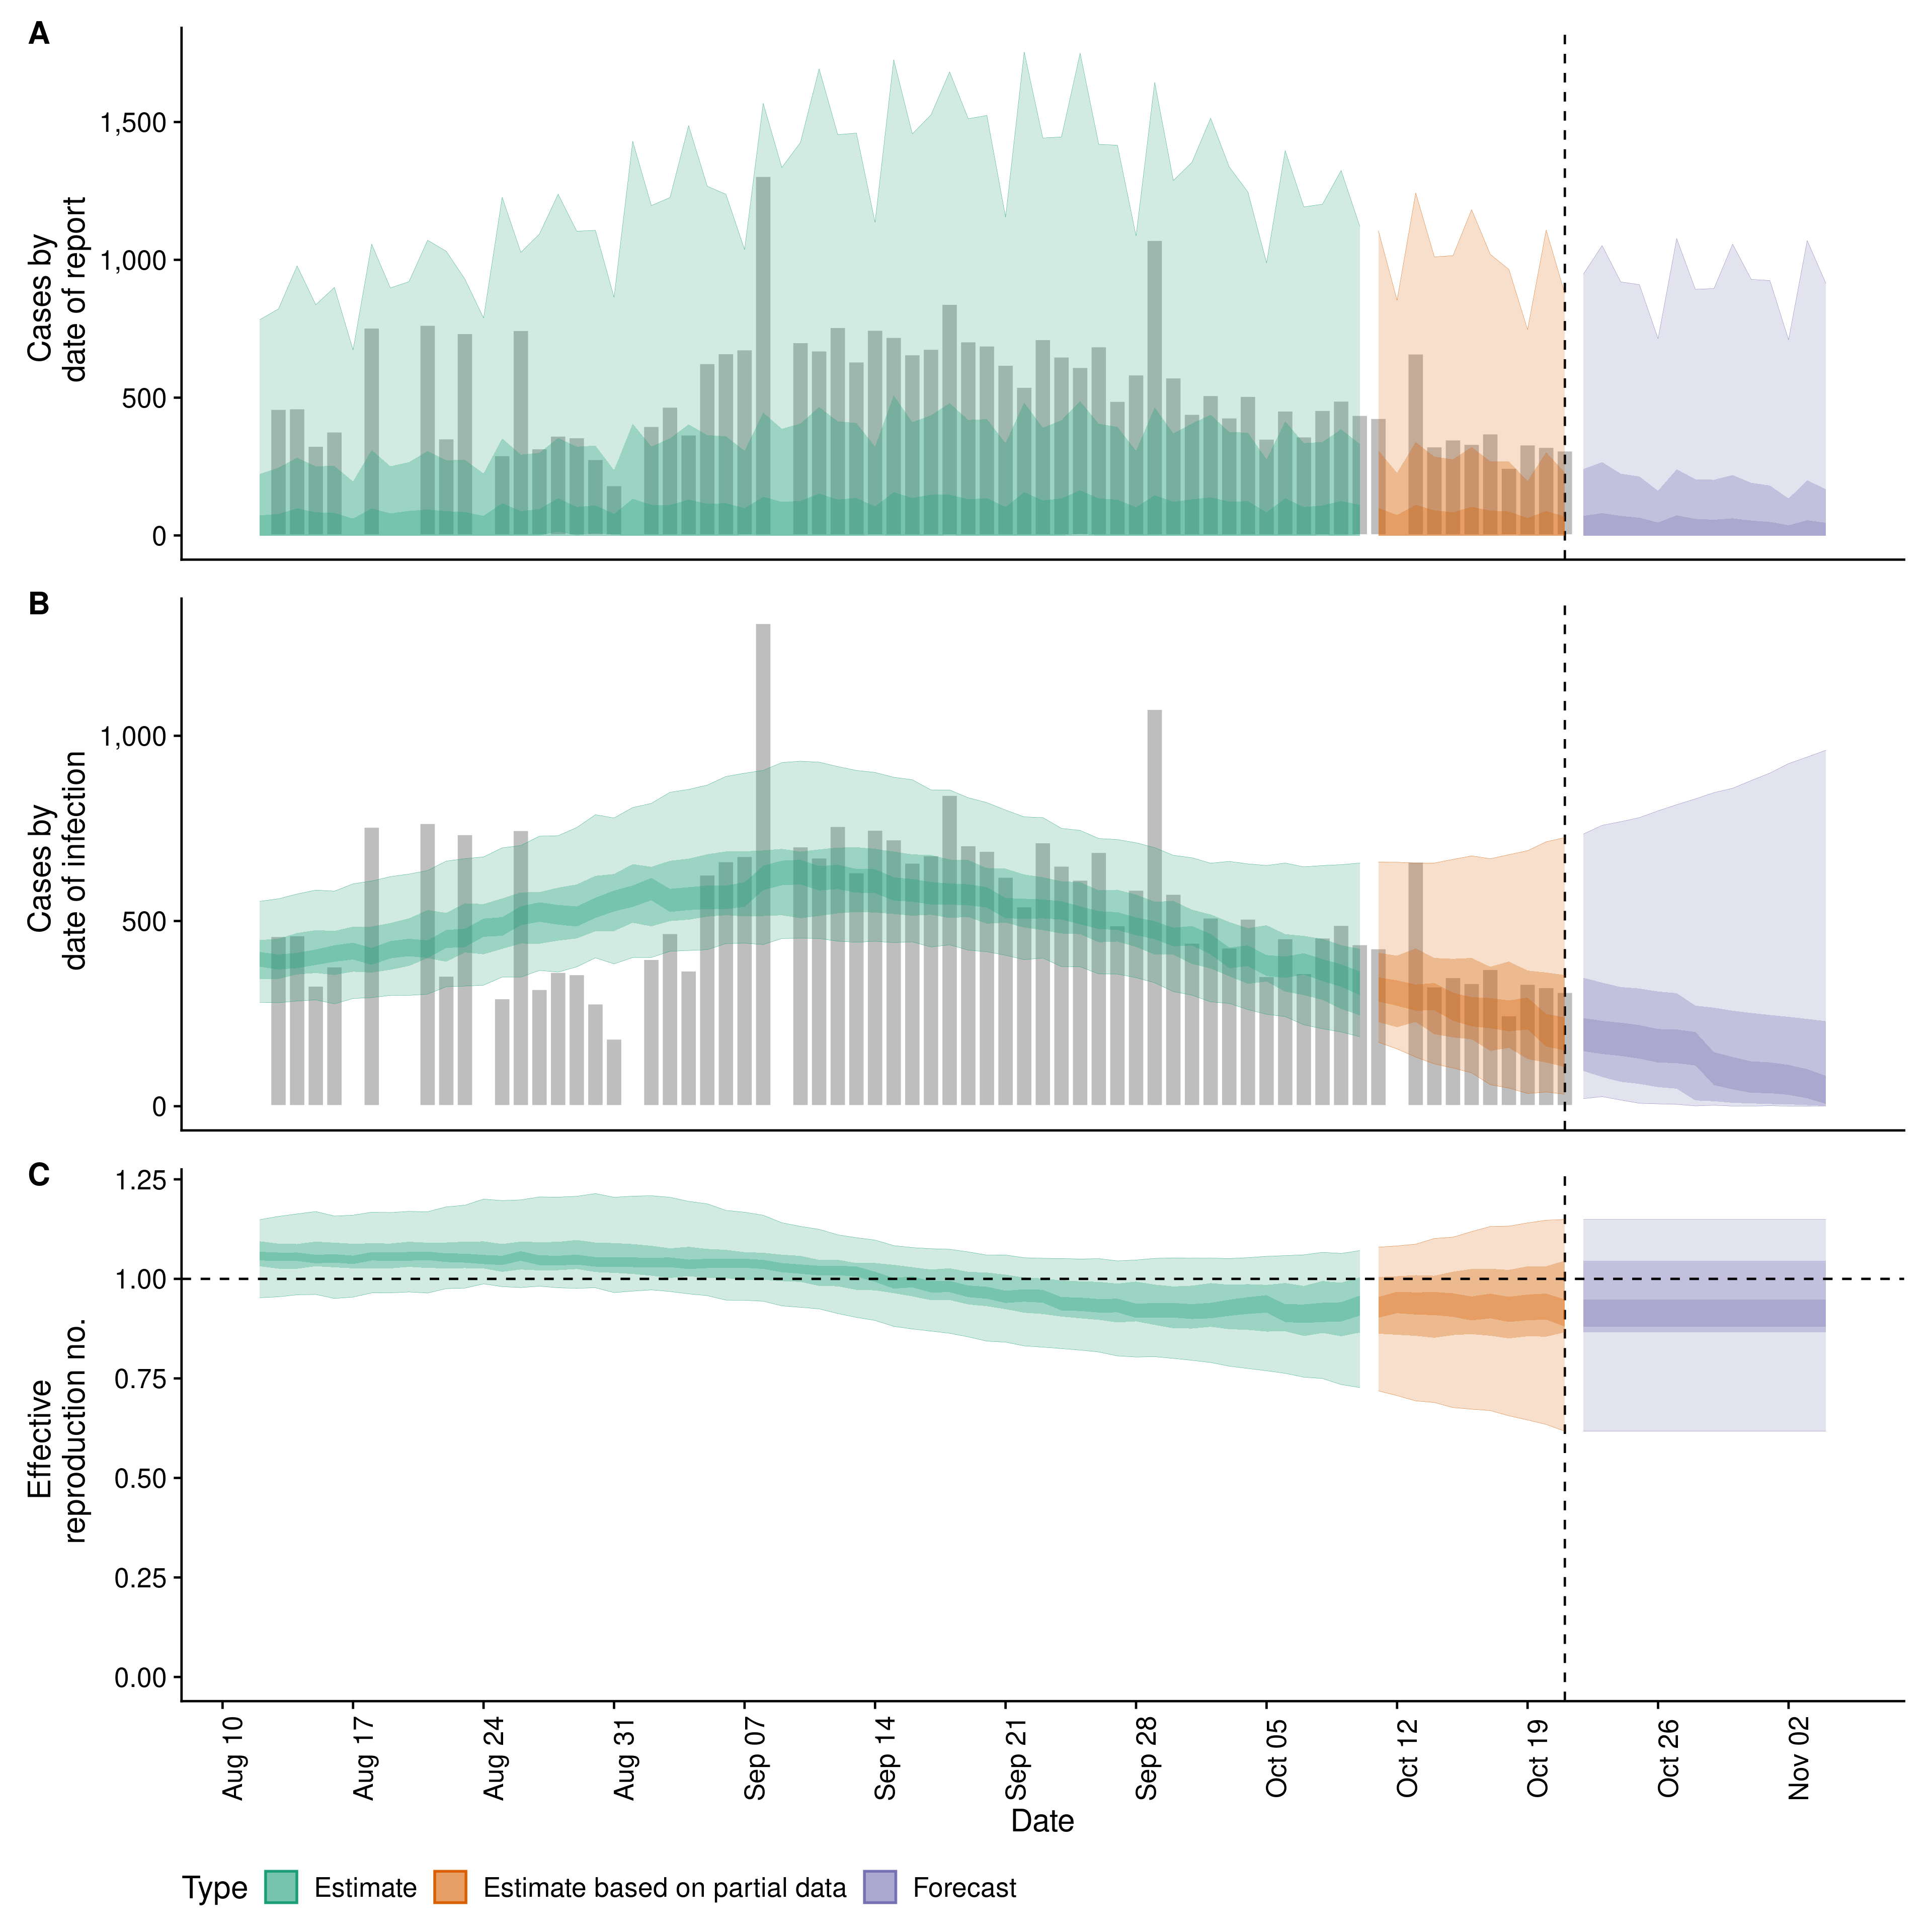 A
Cases by
date of report
1,500
1,000
500
0
B
Cases by
date of infection
1,000
500
0
C
Effective
reproduction no.
1.25
1.00
0.75
0.50
0.25
0.00
Aug 10
Aug 17
Aug 24
Aug 31
Sep 07
Sep 14
Sep 21
Sep 28
Oct 05
Oct 12
Oct 19
Oct 26
Nov 02
Date
Type Estimate Estimate based on partial data Forecast